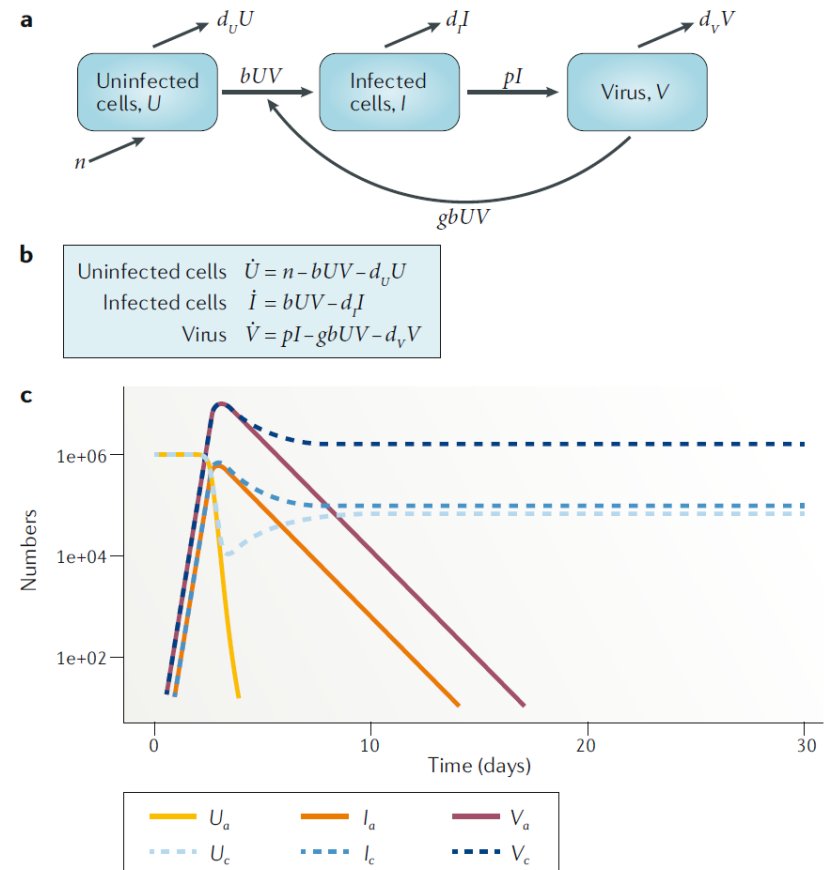 a
d_U U
d_I I
d_V V
Uninfected
cells, U
bUV
Infected
cells, I
pI
Virus, V
n
gbUV
b
Uninfected cells U̇ = n – bUV – d_U U
Infected cells İ = bUV – d_I I
Virus V̇ = pI – gbUV – d_V V
c
Numbers
1e+06
1e+04
1e+02
0
10
20
30
Time (days)
U_a I_a V_a
U_c I_c V_c